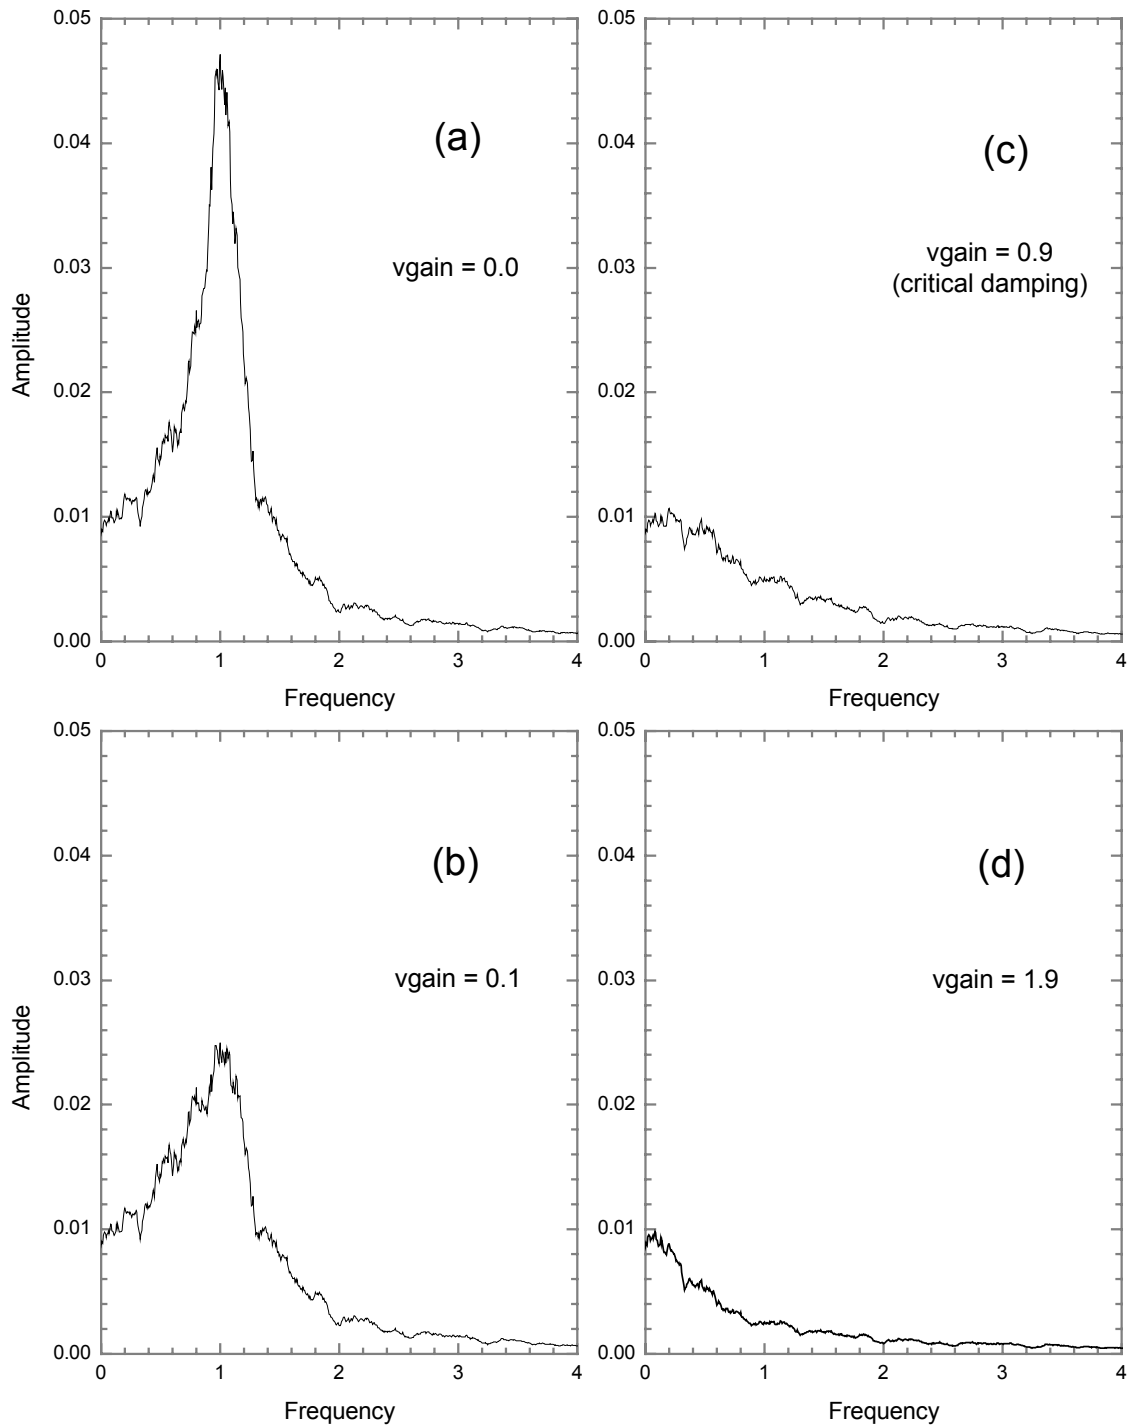 0.05
0.04
0.03
0.02
0.01
0.00
Amplitude
(a)
vgain = 0.0
0 1 2 3 4
Frequency
0.05
0.04
0.03
0.02
0.01
0.00
(c)
vgain = 0.9
(critical damping)
0 1 2 3 4
Frequency
0.05
0.04
0.03
0.02
0.01
0.00
Amplitude
(b)
vgain = 0.1
0 1 2 3 4
Frequency
0.05
0.04
0.03
0.02
0.01
0.00
(d)
vgain = 1.9
0 1 2 3 4
Frequency